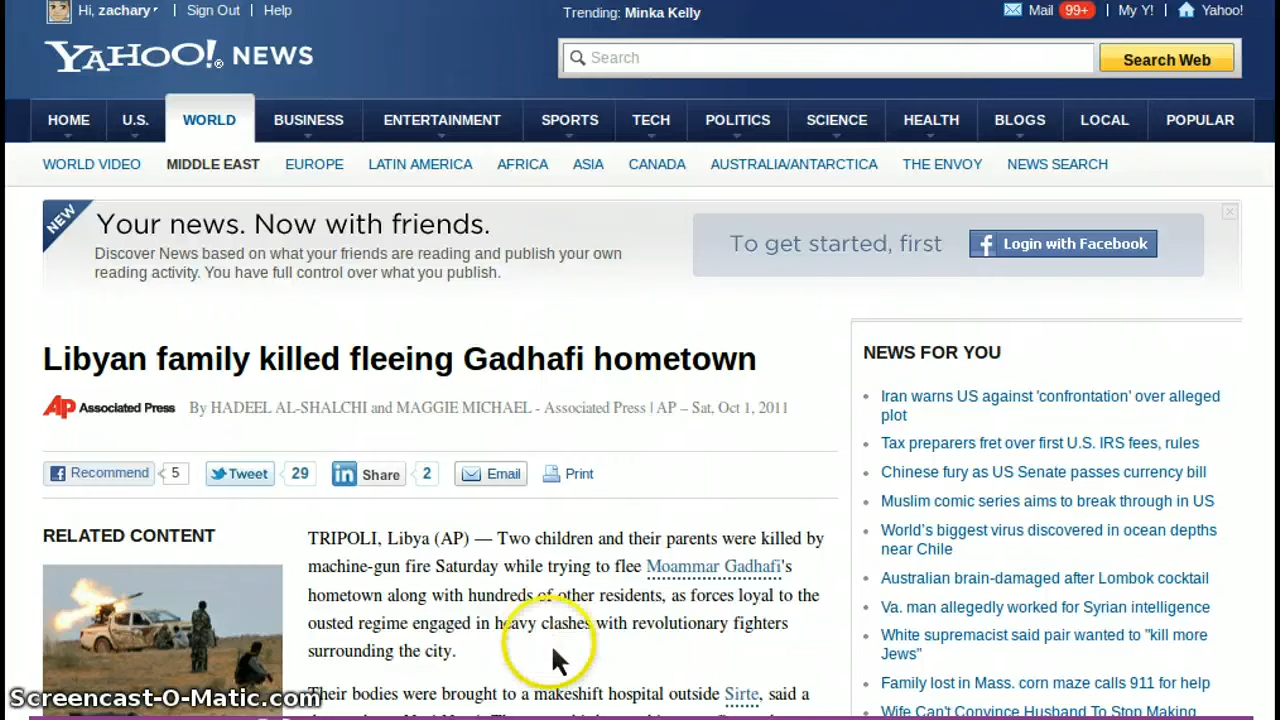 Hi, zachary | Sign Out | Help
Trending: Minka Kelly
Mail 99+ | My Y! | Yahoo!
YAHOO!® NEWS
Search
Search Web
HOME U.S. WORLD BUSINESS ENTERTAINMENT SPORTS TECH POLITICS SCIENCE HEALTH BLOGS LOCAL POPULAR
WORLD VIDEO MIDDLE EAST EUROPE LATIN AMERICA AFRICA ASIA CANADA AUSTRALIA/ANTARCTICA THE ENVOY NEWS SEARCH
NEW
Your news. Now with friends.
Discover News based on what your friends are reading and publish your own
reading activity. You have full control over what you publish.
To get started, first
f Login with Facebook
Libyan family killed fleeing Gadhafi hometown
AP Associated Press By HADEEL AL-SHALCHI and MAGGIE MICHAEL - Associated Press | AP – Sat, Oct 1, 2011
f Recommend 5 Tweet 29 in Share 2 Email Print
RELATED CONTENT
TRIPOLI, Libya (AP) — Two children and their parents were killed by
machine-gun fire Saturday while trying to flee Moammar Gadhafi's
hometown along with hundreds of other residents, as forces loyal to the
ousted regime engaged in heavy clashes with revolutionary fighters
surrounding the city.
Their bodies were brought to a makeshift hospital outside Sirte, said a
NEWS FOR YOU
Iran warns US against 'confrontation' over alleged
plot
Tax preparers fret over first U.S. IRS fees, rules
Chinese fury as US Senate passes currency bill
Muslim comic series aims to break through in US
World's biggest virus discovered in ocean depths
near Chile
Australian brain-damaged after Lombok cocktail
Va. man allegedly worked for Syrian intelligence
White supremacist said pair wanted to "kill more
Jews"
Family lost in Mass. corn maze calls 911 for help
Wife Can't Convince Husband To Stop Making
Screencast-O-Matic.com